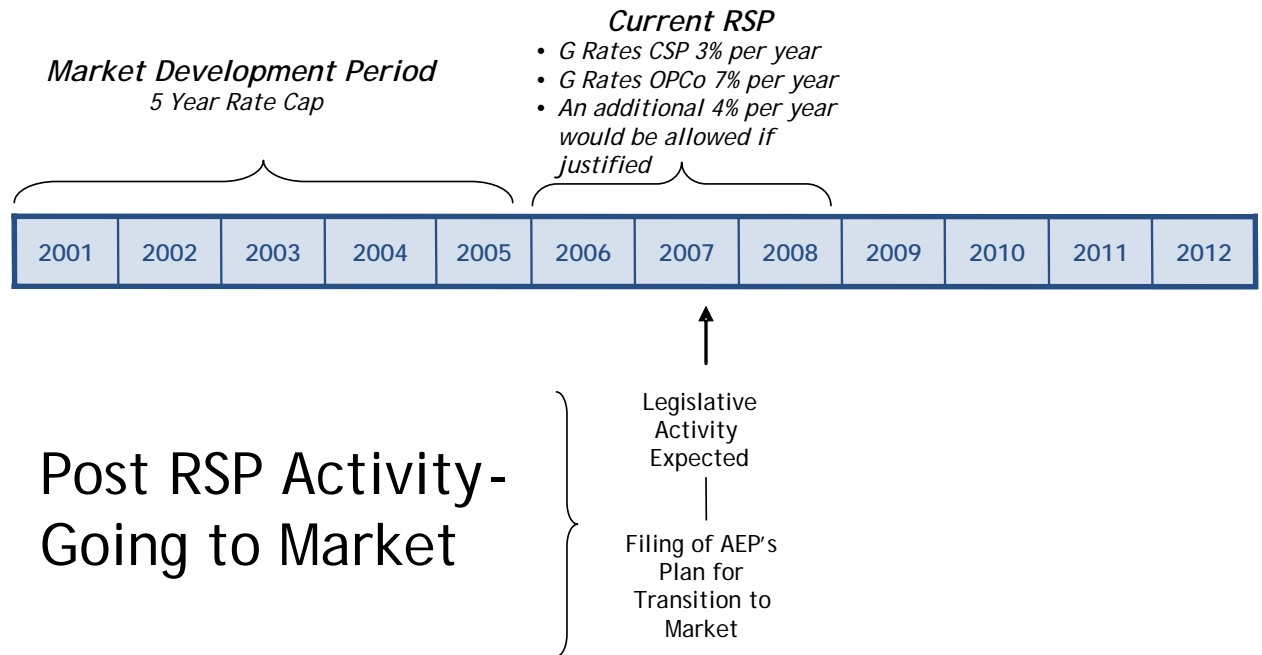 Market Development Period
5 Year Rate Cap
Current RSP
• G Rates CSP 3% per year
• G Rates OPCo 7% per year
• An additional 4% per year
would be allowed if
justified
2001 2002 2003 2004 2005 2006 2007 2008 2009 2010 2011 2012
Post RSP Activity-
Going to Market
Legislative
Activity
Expected
Filing of AEP's
Plan for
Transition to
Market